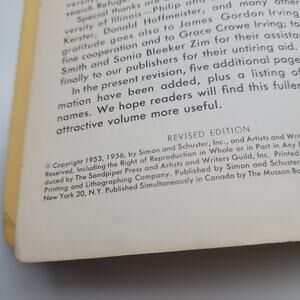 search. Refuge
Special thanks are
versity of Illinois—Philip and
Kerster, Donald Hoffmeister, and many other
gratitude goes also to James Gordon Irving,
fine cooperation and to Grace Crowe Irving; to
Smith and Sonia Bleeker Zim for their assistan
finally to our publishers for their untiring aid.
In the present revision, five additional page
mation have been added, plus a listing of
names. We hope readers will find this fuller
attractive volume more useful.
REVISED EDITION
© Copyright 1953, 1956, by Simon and Schuster, Inc., and Artists and Writers
Reserved, Including the Right of Reproduction in Whole or in Part in Any F
duced by The Sandpiper Press and Artists and Writers Guild, Inc. Printed
Printing and Lithographing Company. Published by Simon and Schuste
New York 20, N.Y. Published Simultaneously in Canada by The Musson Bo